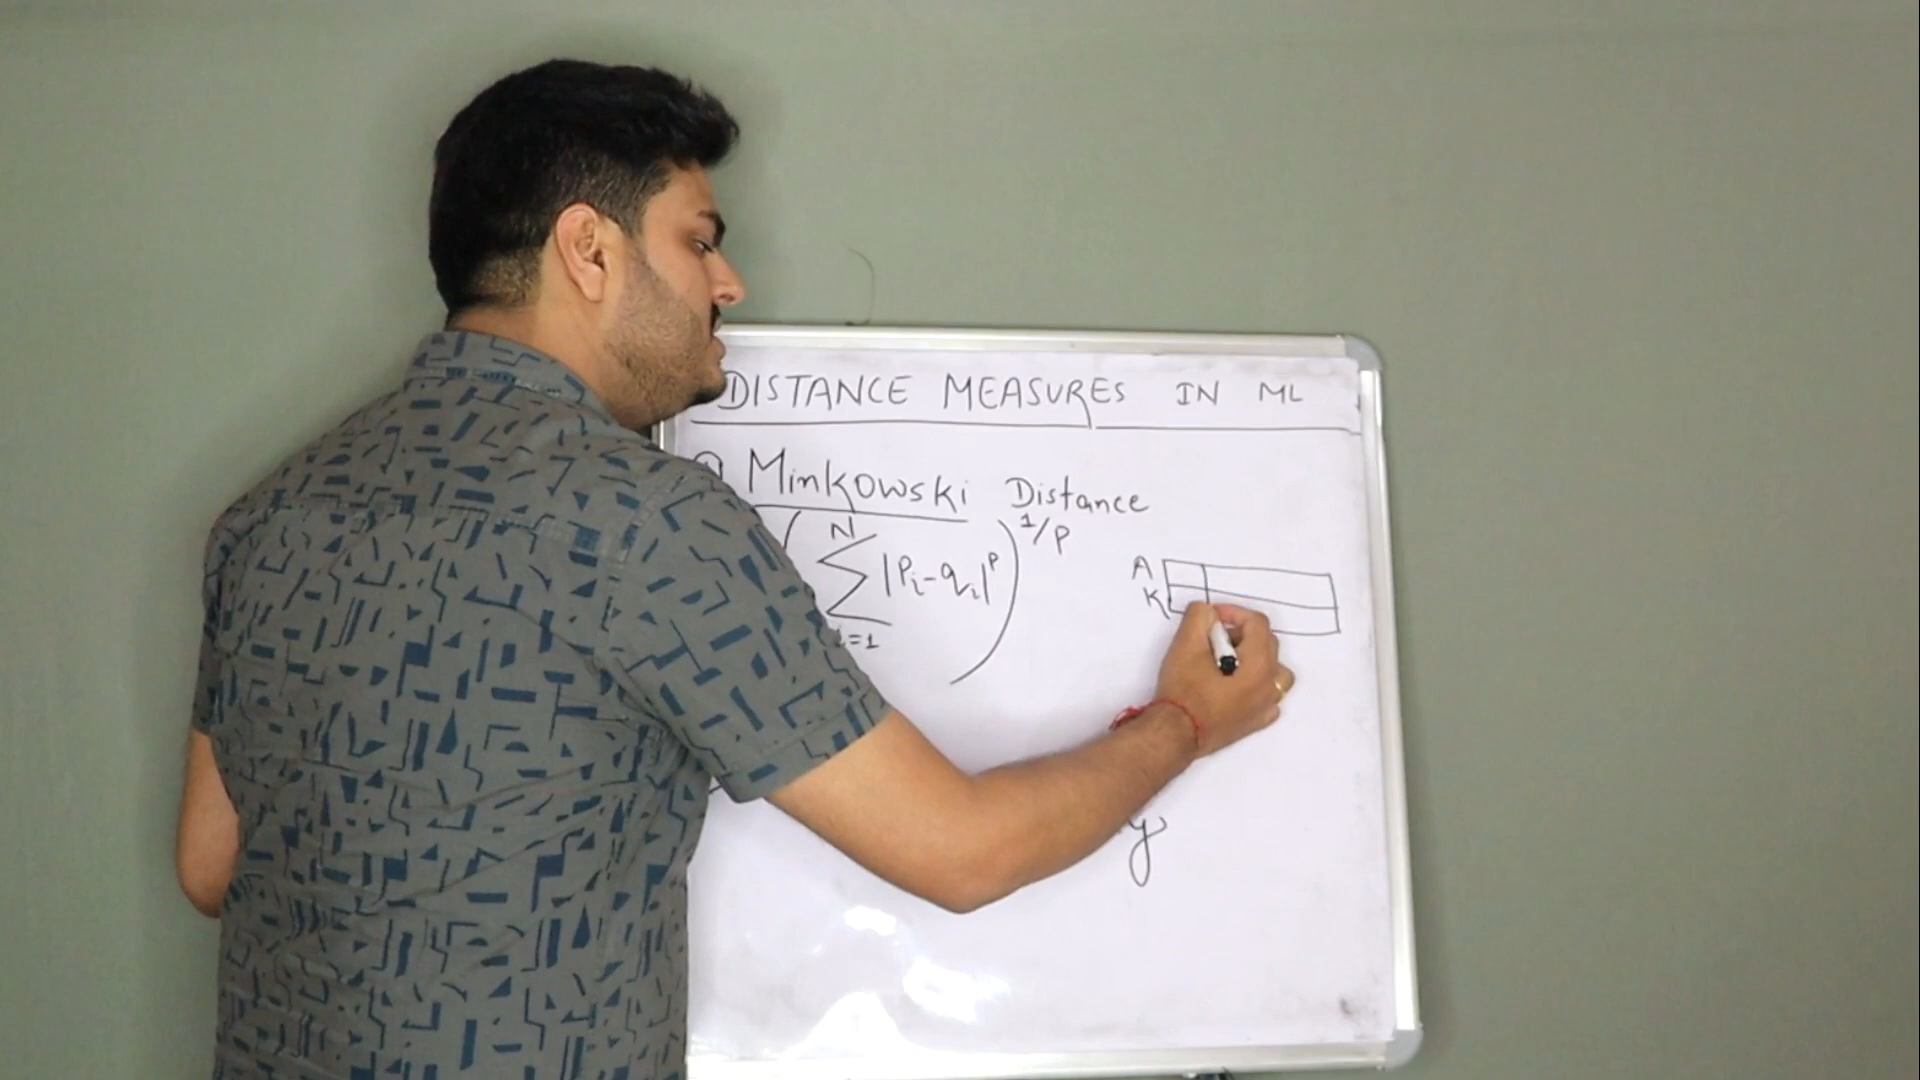 DISTANCE MEASURES IN ML
Minkowski Distance
N
1/P
∑ |Pi-qi|^P )
i=1
A
K